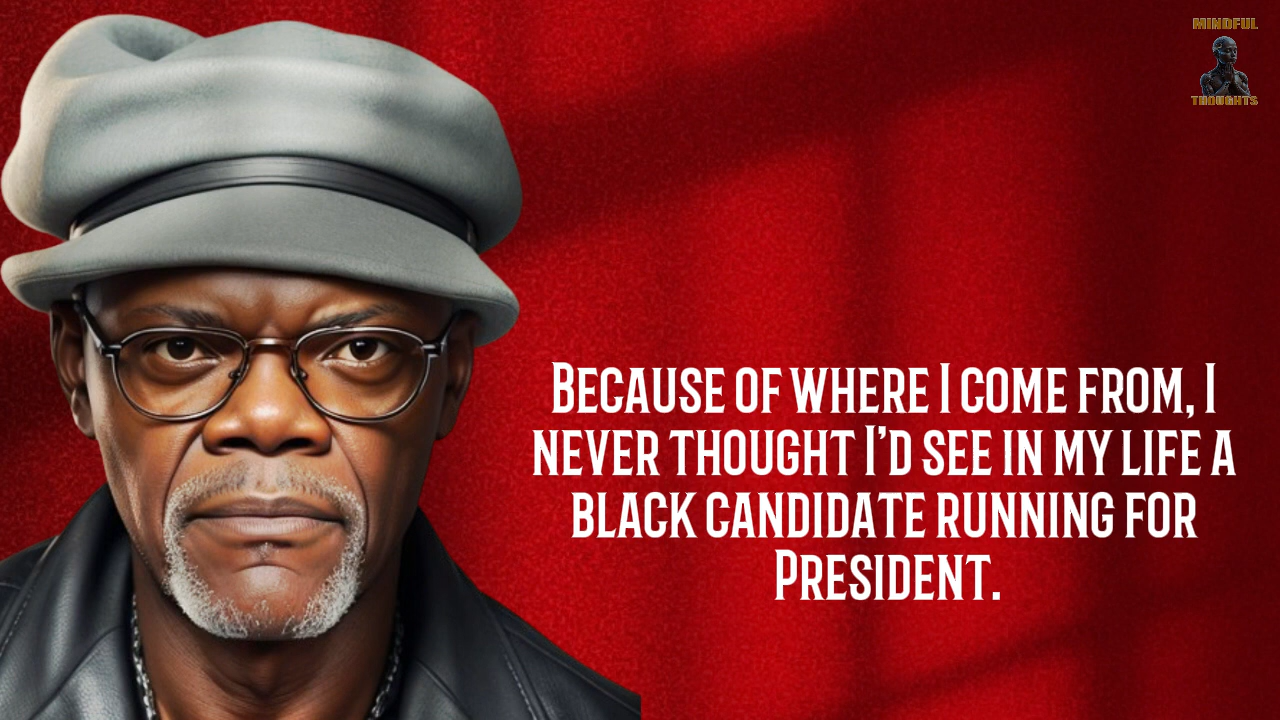 MINDFUL
THOUGHTS
Because of where I come from, I
never thought I’d see in my life a
black candidate running for
President.